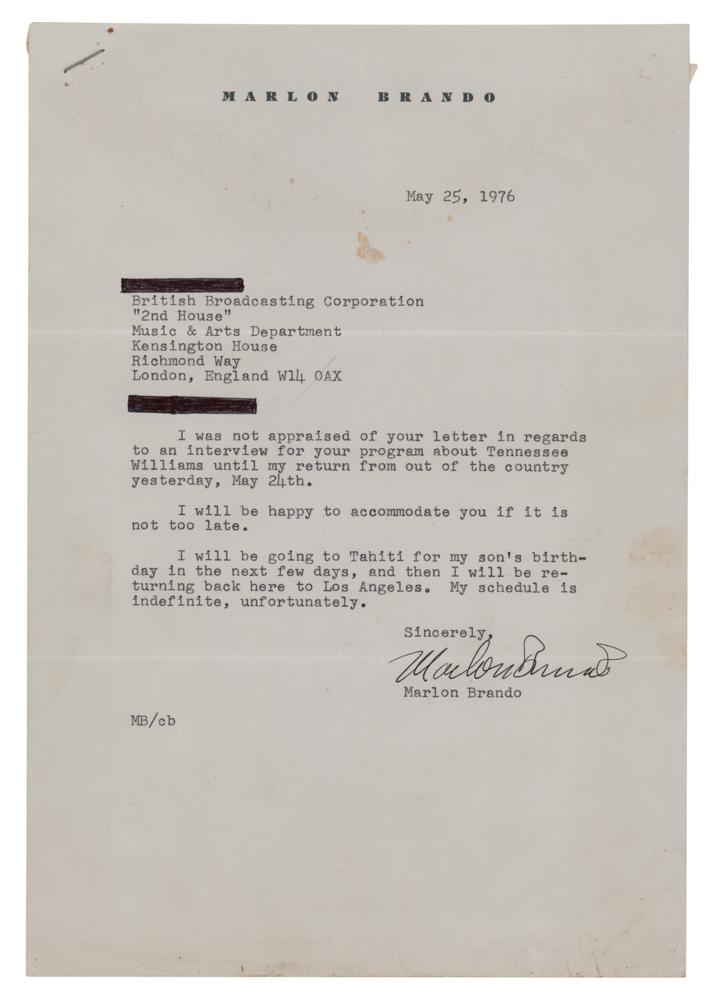 MARLON BRANDO
May 25, 1976
British Broadcasting Corporation
"2nd House"
Music & Arts Department
Kensington House
Richmond Way
London, England W14 OAX
I was not appraised of your letter in regards
to an interview for your program about Tennessee
Williams until my return from out of the country
yesterday, May 24th.
I will be happy to accommodate you if it is
not too late.
I will be going to Tahiti for my son's birth-
day in the next few days, and then I will be re-
turning back here to Los Angeles. My schedule is
indefinite, unfortunately.
Sincerely,
Marlon Brando
Marlon Brando
MB/cb